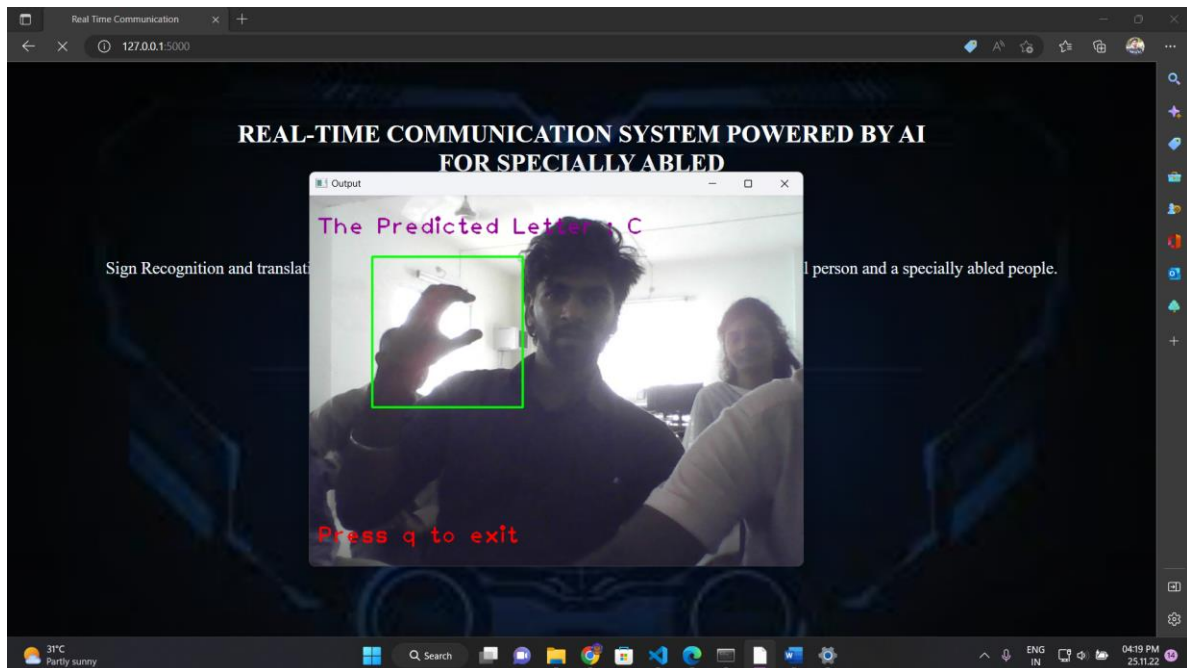 Real Time Communication
127.0.0.1:5000
REAL-TIME COMMUNICATION SYSTEM POWERED BY AI
FOR SPECIALLY ABLED
Output
The Predicted Letter : C
Sign Recognition and translati
l person and a specially abled people.
Press q to exit
31°C
Partly sunny
Search
ENG
IN
04:19 PM
25.11.22
14